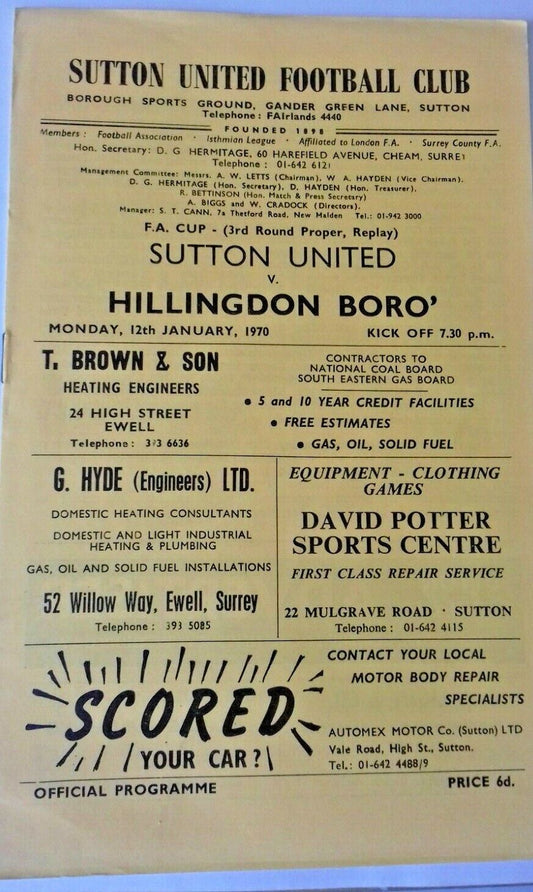 SUTTON UNITED FOOTBALL CLUB
BOROUGH SPORTS GROUND, GANDER GREEN LANE, SUTTON
Telephone : FAIrlands 4440
FOUNDED 1898
Members : Football Association · Isthmian League · Affiliated to London F.A. · Surrey County F.A.
Hon. Secretary: D. G HERMITAGE, 60 HAREFIELD AVENUE, CHEAM, SURREY
Telephone : 01-642 6121
Management Committee: Messrs. A. W. LETTS (Chairman), W A. HAYDEN (Vice Chairman),
D. G. HERMITAGE (Hon. Secretary), D. HAYDEN (Hon. Treasurer),
R. BETTINSON (Hon. Match & Press Secretary)
A. BIGGS and W. CRADOCK (Directors).
Manager: S. T. CANN, 7a Thetford Road, New Malden Tel.: 01-942 3000
F.A. CUP - (3rd Round Proper, Replay)
SUTTON UNITED
V.
HILLINGDON BORO'
MONDAY, 12th JANUARY, 1970 KICK OFF 7.30 p.m.
T. BROWN & SON
HEATING ENGINEERS
24 HIGH STREET
EWELL
Telephone : 393 6636
CONTRACTORS TO
NATIONAL COAL BOARD
SOUTH EASTERN GAS BOARD
• 5 and 10 YEAR CREDIT FACILITIES
• FREE ESTIMATES
• GAS, OIL, SOLID FUEL
G. HYDE (Engineers) LTD.
DOMESTIC HEATING CONSULTANTS
DOMESTIC AND LIGHT INDUSTRIAL
HEATING & PLUMBING
GAS, OIL AND SOLID FUEL INSTALLATIONS
52 Willow Way, Ewell, Surrey
Telephone : 393 5085
EQUIPMENT - CLOTHING
GAMES
DAVID POTTER
SPORTS CENTRE
FIRST CLASS REPAIR SERVICE
22 MULGRAVE ROAD · SUTTON
Telephone : 01-642 4115
SCORED
YOUR CAR?
CONTACT YOUR LOCAL
MOTOR BODY REPAIR
SPECIALISTS
AUTOMEX MOTOR Co. (Sutton) LTD
Vale Road, High St., Sutton.
Tel.: 01-642 4488/9
OFFICIAL PROGRAMME PRICE 6d.